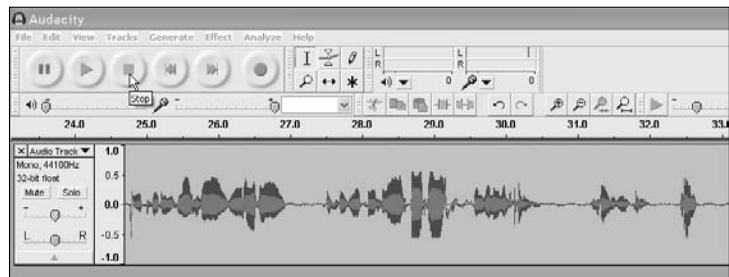 Audacity
File Edit View Tracks Generate Effect Analyze Help
L
R
0
L
R
0
Stop
24.0 25.0 26.0 27.0 28.0 29.0 30.0 31.0 32.0 33.0
Audio Track
Mono, 44100Hz
32-bit float
Mute Solo
- +
L R
1.0
0.5
0.0
-0.5
-1.0